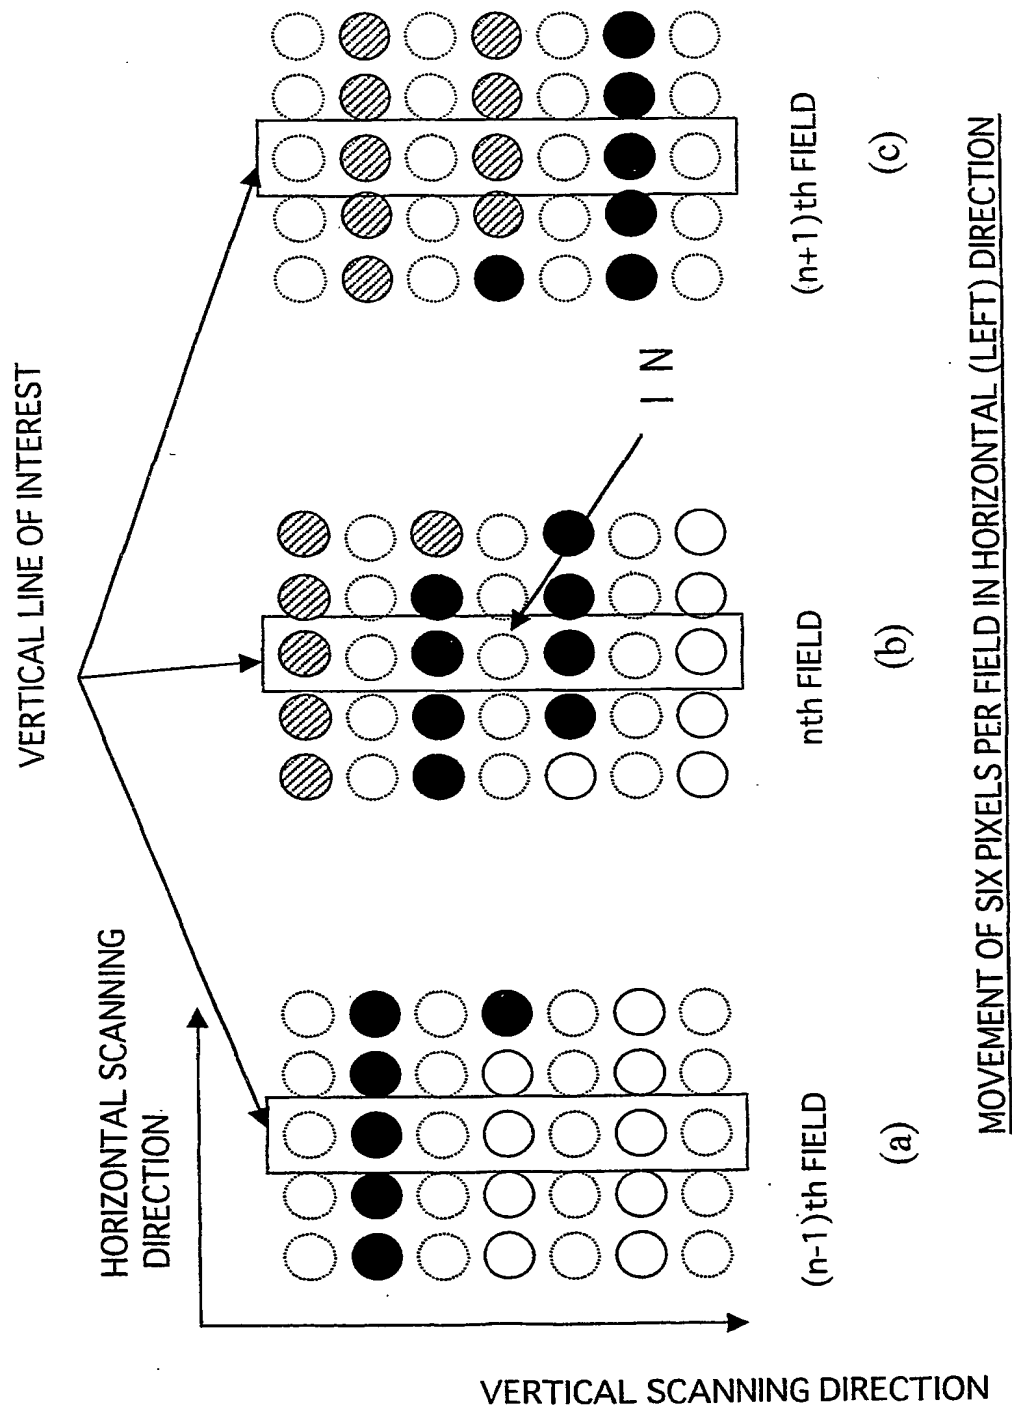 VERTICAL LINE OF INTEREST
HORIZONTAL SCANNING
DIRECTION
VERTICAL SCANNING DIRECTION
I N
(n-1)th FIELD
nth FIELD
(n+1)th FIELD
(a)
(b)
(c)
MOVEMENT OF SIX PIXELS PER FIELD IN HORIZONTAL (LEFT) DIRECTION